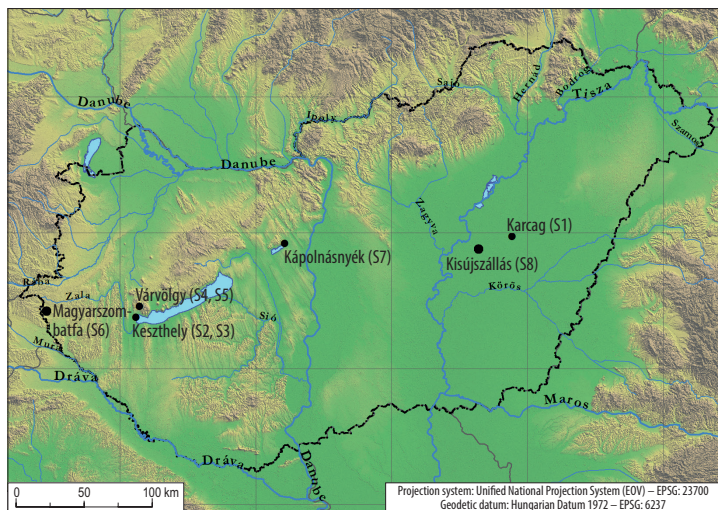 Danube
Ipoly
Sajó
Hernád
Bodrog
Tisza
Szamos
Danube
Zagyva
Karcag (S1)
Kápolnásnyék (S7)
Kisújszállás (S8)
Rába
Zala
Várvölgy (S4, S5)
Körös
Magyarszom-
batfa (S6)
Keszthely (S2, S3)
Sió
Mura
Dráva
Maros
Dráva
Danube
0 50 100 km
Projection system: Unified National Projection System (EOV) – EPSG: 23700
Geodetic datum: Hungarian Datum 1972 – EPSG: 6237